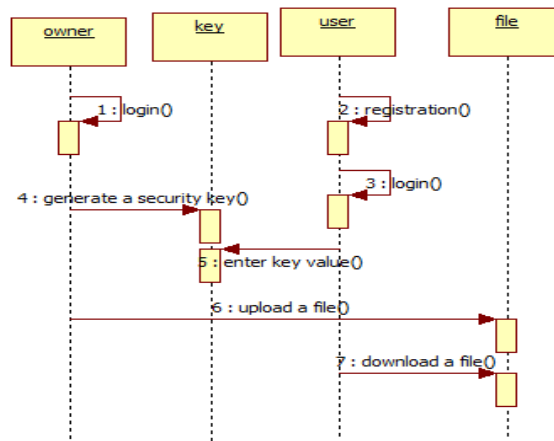 owner
key
user
file
1 : login()
2 : registration()
3 : login()
4 : generate a security key()
5 : enter key value()
6 : upload a file()
7 : download a file()